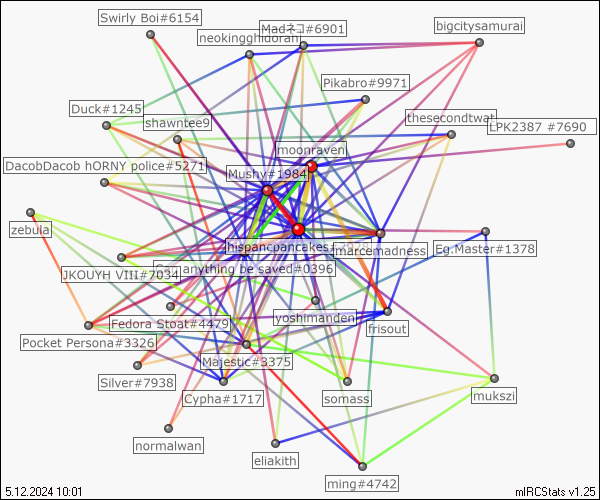 Swirly Boi#6154
Madネコ#6901
neokingghidoran
bigcitysamurai
Pikabro#9971
Duck#1245
shawntee9
thesecondtwat
LPK2387 #7690
moonraven
DacobDacob hORNY police#5271
Mushy#1984
zebula
hispancpancakes
marcemadness
Eg.Master#1378
anything be saved#0396
JKOUYH VIII#7034
Fedora Stoat#4479
yoshimanden
frisout
Pocket Persona#3326
Majestic#3375
Silver#7938
Cypha#1717
somass
mukszi
normalwan
eliakith
ming#4742
5.12.2024 10:01
mIRCStats v1.25